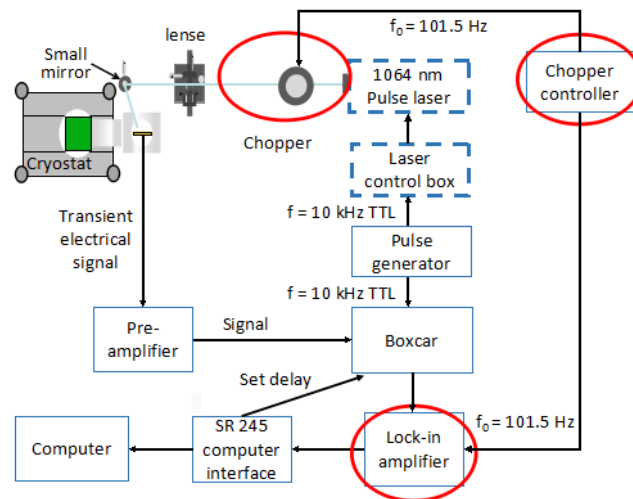 lense
f₀ = 101.5 Hz
Small
mirror
1064 nm
Pulse laser
Chopper
controller
Chopper
Cryostat
Laser
control box
Transient
electrical
signal
f = 10 kHz TTL
Pulse
generator
f = 10 kHz TTL
Pre-
amplifier
Signal
Boxcar
Set delay
f₀ = 101.5 Hz
Computer
SR 245
computer
interface
Lock-in
amplifier